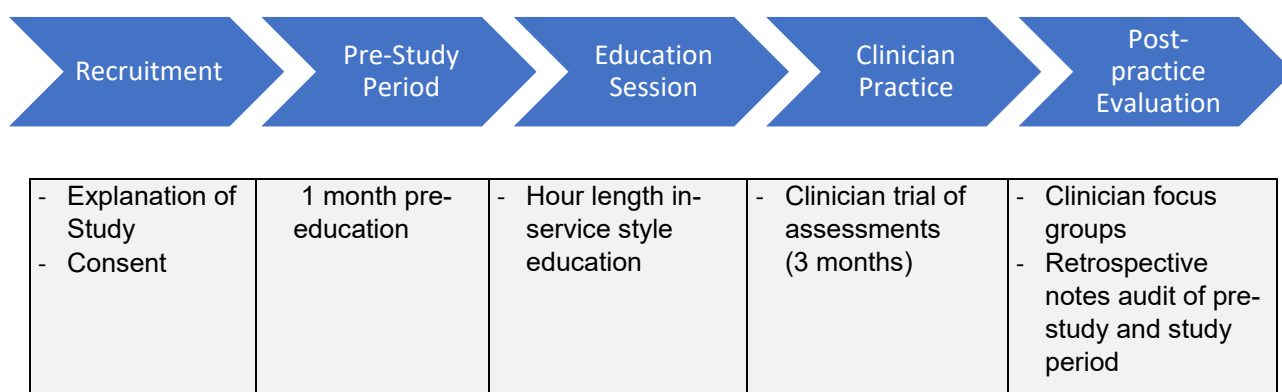 Recruitment
Pre-Study
Period
Education
Session
Clinician
Practice
Post-
practice
Evaluation
- Explanation of
Study
- Consent
1 month pre-
education
- Hour length in-
service style
education
- Clinician trial of
assessments
(3 months)
- Clinician focus
groups
- Retrospective
notes audit of pre-
study and study
period